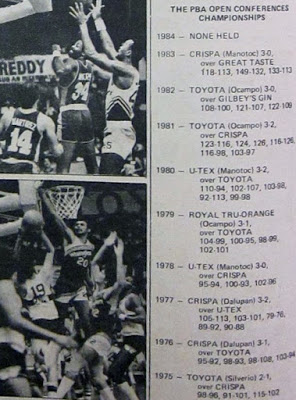 THE PBA OPEN CONFERENCES
CHAMPIONSHIPS
1984 — NONE HELD
1983 — CRISPA (Manotoc) 3-0,
over GREAT TASTE
118-113, 149-132, 133-113
1982 — TOYOTA (Ocampo) 3-0,
over GILBEY'S GIN
108-100, 121-107, 122-109
1981 — TOYOTA (Ocampo) 3-2,
over CRISPA
123-116, 124, 126, 116-126,
116-98, 103-97
1980 — U-TEX (Manotoc) 3-2,
over TOYOTA
110-94, 102-107, 103-98,
92-113, 99-98
1979 — ROYAL TRU-ORANGE
(Ocampo) 3-1,
over TOYOTA
104-99, 100-95, 98-99,
102-101
1978 — U-TEX (Manotoc) 3-0,
over CRISPA
95-94, 100-93, 102-96
1977 — CRISPA (Dalupan) 3-2,
over U-TEX
105-113, 103-101, 79-76,
89-92, 90-88
1976 — CRISPA (Dalupan) 3-1,
over TOYOTA
95-92, 98-93, 98-108, 103-94
1975 — TOYOTA (Silverio) 2-1,
over CRISPA
98-96, 91-101, 115-102
REDDY
14
34
19
20